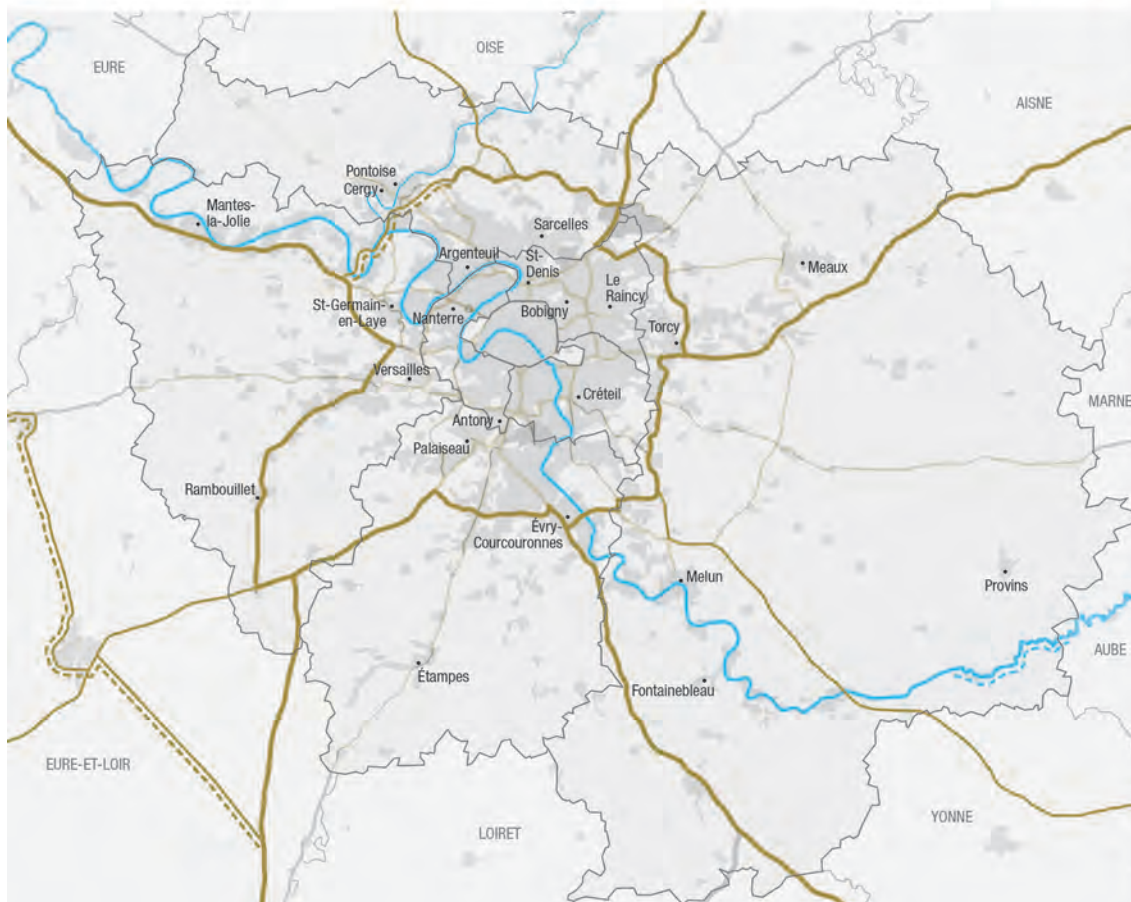 OISE
EURE
AISNE
Pontoise
Cergy
Mantes-
la-Jolie
Sarcelles
Argenteuil
St-
Denis
Meaux
Le
Raincy
St-Germain-
en-Laye
Nanterre
Bobigny
Torcy
Versailles
Créteil
MARNE
Antony
Palaiseau
Rambouillet
Évry-
Courcouronnes
Melun
Provins
AUBE
Étampes
Fontainebleau
EURE-ET-LOIR
LOIRET
YONNE